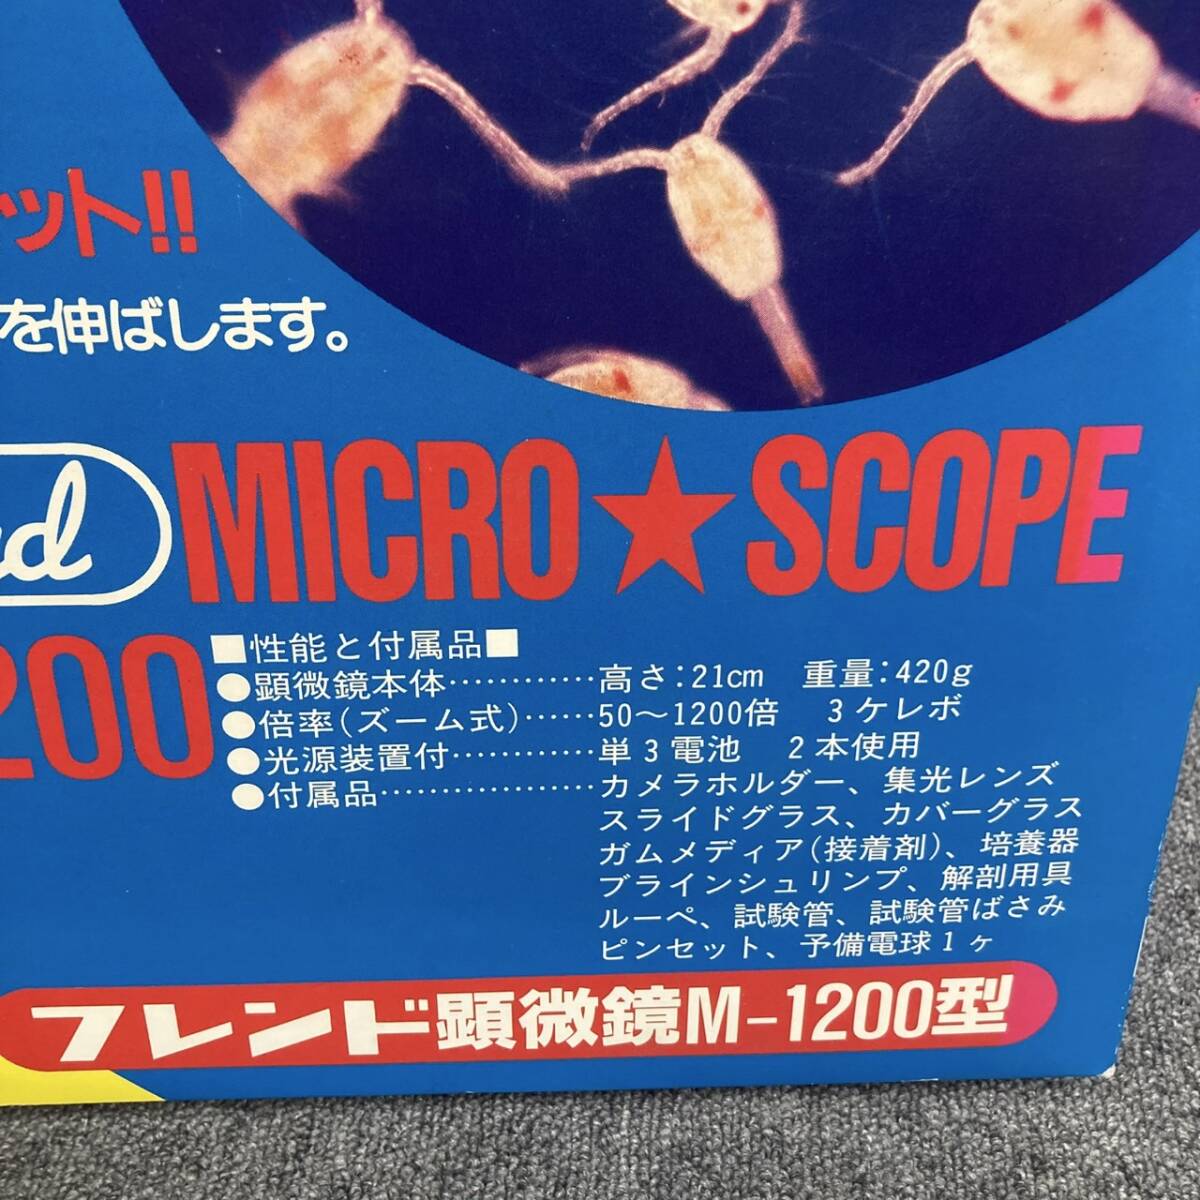 ット!!
を伸ばします。
nd MICRO★SCOPE
200
■性能と付属品■
●顕微鏡本体…………高さ:21cm 重量:420g
●倍率(ズーム式)……50〜1200倍 3ケレボ
●光源装置付…………単3電池 2本使用
●付属品………………カメラホルダー、集光レンズ
スライドグラス、カバーグラス
ガムメディア(接着剤)、培養器
ブラインシュリンプ、解剖用具
ルーペ、試験管、試験管ばさみ
ピンセット、予備電球1ヶ
フレンド顕微鏡M-1200型